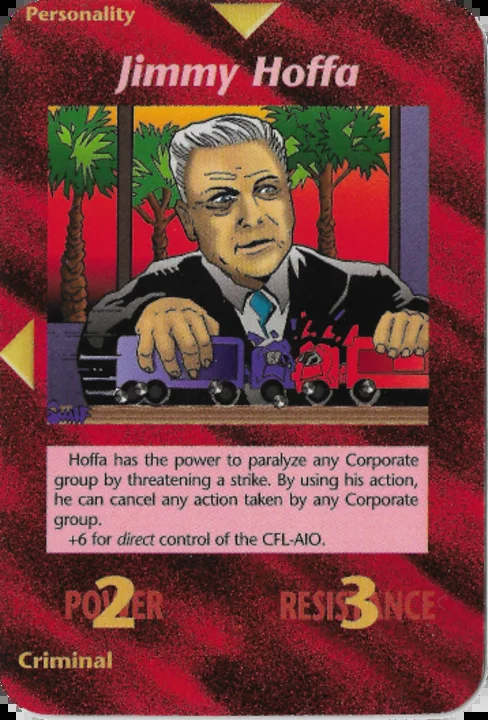 Personality
Jimmy Hoffa
Hoffa has the power to paralyze any Corporate
group by threatening a strike. By using his action,
he can cancel any action taken by any Corporate
group.
+6 for direct control of the CFL-AIO.
POWER 2
RESISTANCE 3
Criminal